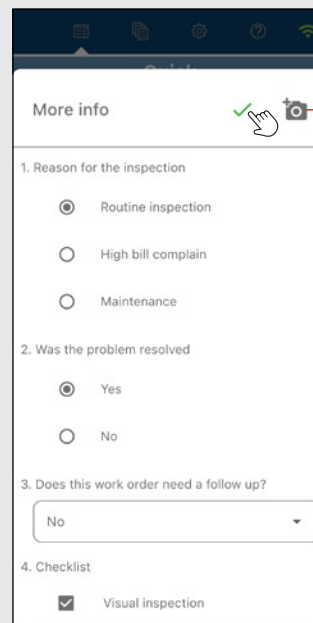 More info
1. Reason for the inspection
Routine inspection
High bill complain
Maintenance
2. Was the problem resolved
Yes
No
3. Does this work order need a follow up?
No
4. Checklist
Visual inspection